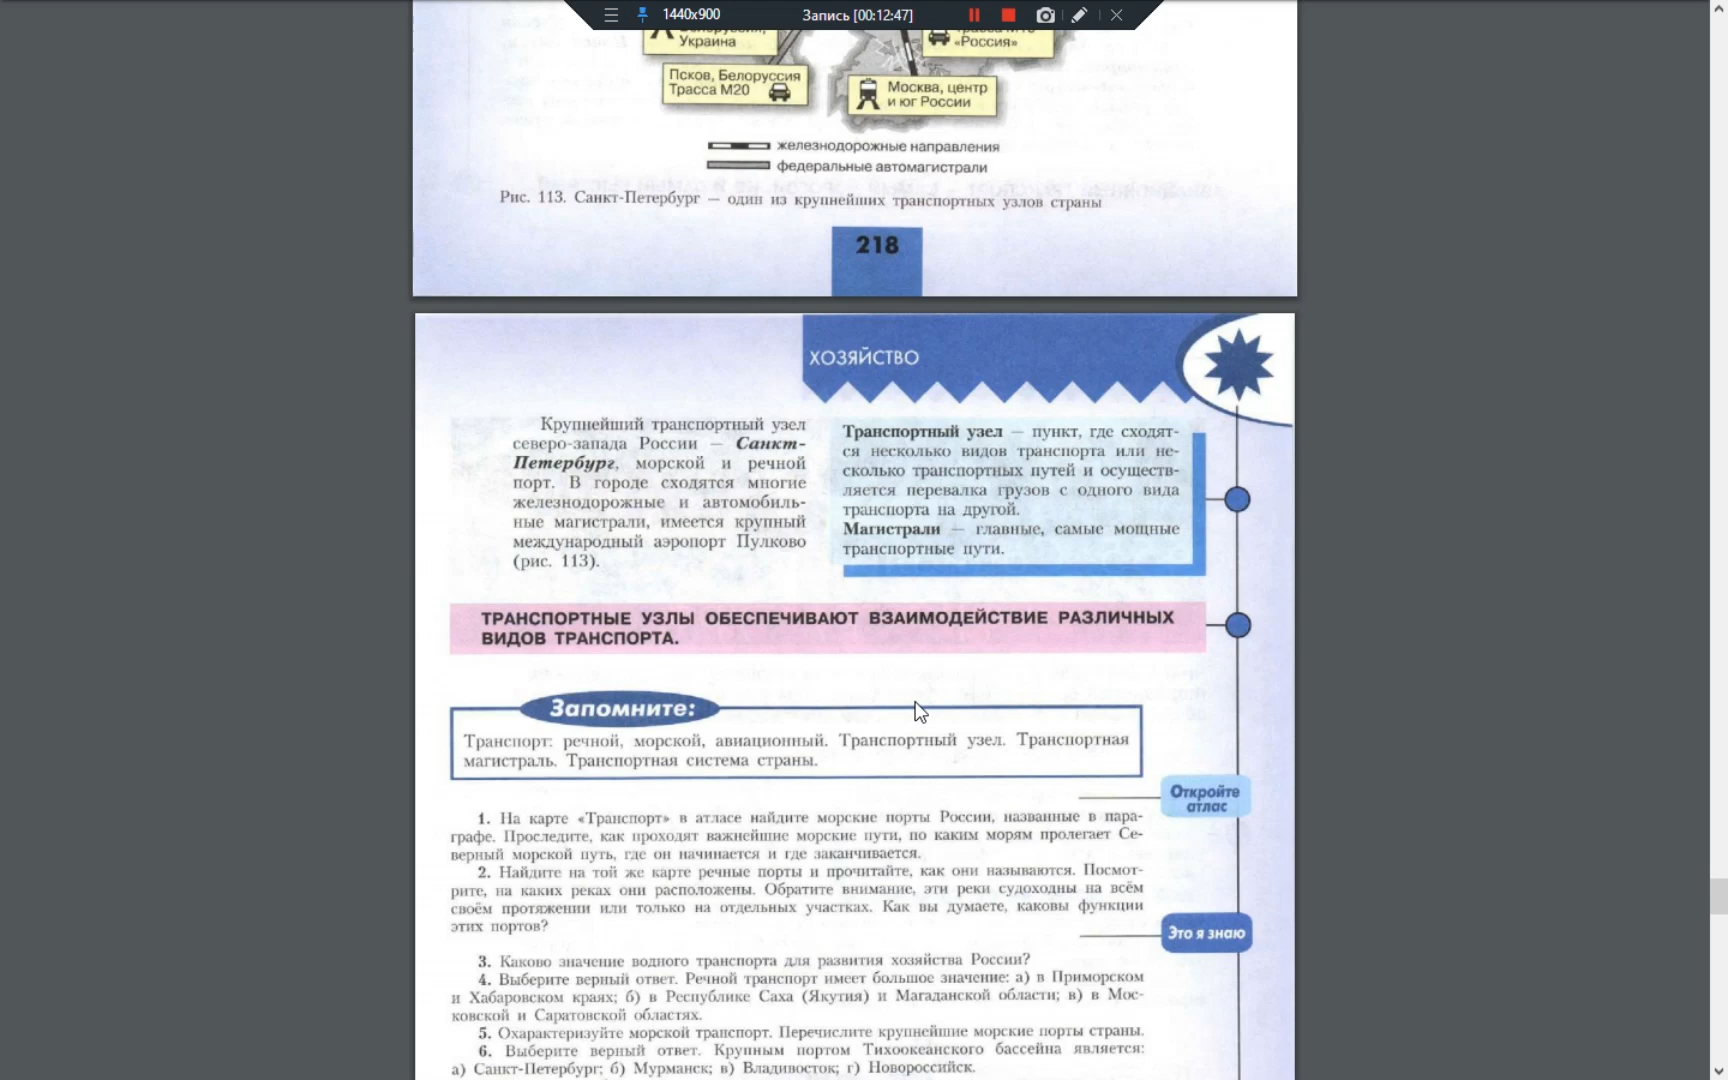 1440x900
Запись [00:12:47]
Украина
«Россия»
Псков, Белоруссия
Трасса М20
Москва, центр
и юг России
железнодорожные направления
федеральные автомагистрали
Рис. 113. Санкт-Петербург — один из крупнейших транспортных узлов страны
218
ХОЗЯЙСТВО
Крупнейший транспортный узел
северо-запада России — Санкт-
Петербург, морской и речной
порт. В городе сходятся многие
железнодорожные и автомобиль-
ные магистрали, имеется крупный
международный аэропорт Пулково
(рис. 113).
Транспортный узел — пункт, где сходят-
ся несколько видов транспорта или не-
сколько транспортных путей и осуществ-
ляется перевалка грузов с одного вида
транспорта на другой.
Магистрали — главные, самые мощные
транспортные пути.
ТРАНСПОРТНЫЕ УЗЛЫ ОБЕСПЕЧИВАЮТ ВЗАИМОДЕЙСТВИЕ РАЗЛИЧНЫХ
ВИДОВ ТРАНСПОРТА.
Запомните:
Транспорт: речной, морской, авиационный. Транспортный узел. Транспортная
магистраль. Транспортная система страны.
Откройте
атлас
1. На карте «Транспорт» в атласе найдите морские порты России, названные в пара-
графе. Проследите, как проходят важнейшие морские пути, по каким морям пролегает Се-
верный морской путь, где он начинается и где заканчивается.
2. Найдите на той же карте речные порты и прочитайте, как они называются. Посмот-
рите, на каких реках они расположены. Обратите внимание, эти реки судоходны на всём
своём протяжении или только на отдельных участках. Как вы думаете, каковы функции
этих портов?
Это я знаю
3. Каково значение водного транспорта для развития хозяйства России?
4. Выберите верный ответ. Речной транспорт имеет большое значение: а) в Приморском
и Хабаровском краях; б) в Республике Саха (Якутия) и Магаданской области; в) в Мос-
ковской и Саратовской областях.
5. Охарактеризуйте морской транспорт. Перечислите крупнейшие морские порты страны.
6. Выберите верный ответ. Крупным портом Тихоокеанского бассейна является:
а) Санкт-Петербург; б) Мурманск; в) Владивосток; г) Новороссийск.